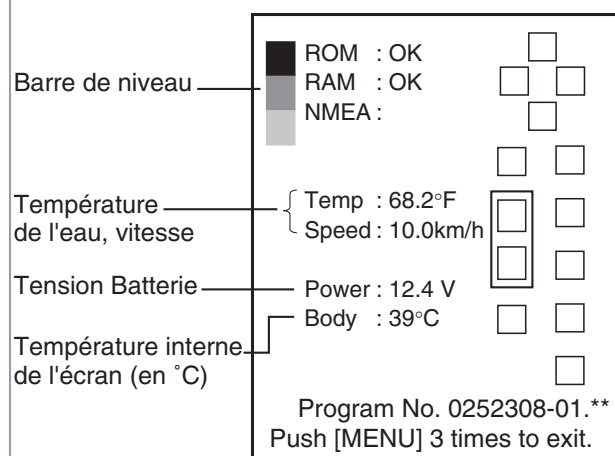 Barre de niveau
Température
de l'eau, vitesse
Tension Batterie
Température interne
de l'écran (en ˚C)
ROM : OK
RAM : OK
NMEA :
Temp : 68.2°F
Speed : 10.0km/h
Power : 12.4 V
Body : 39°C
Program No. 0252308-01.**
Push [MENU] 3 times to exit.